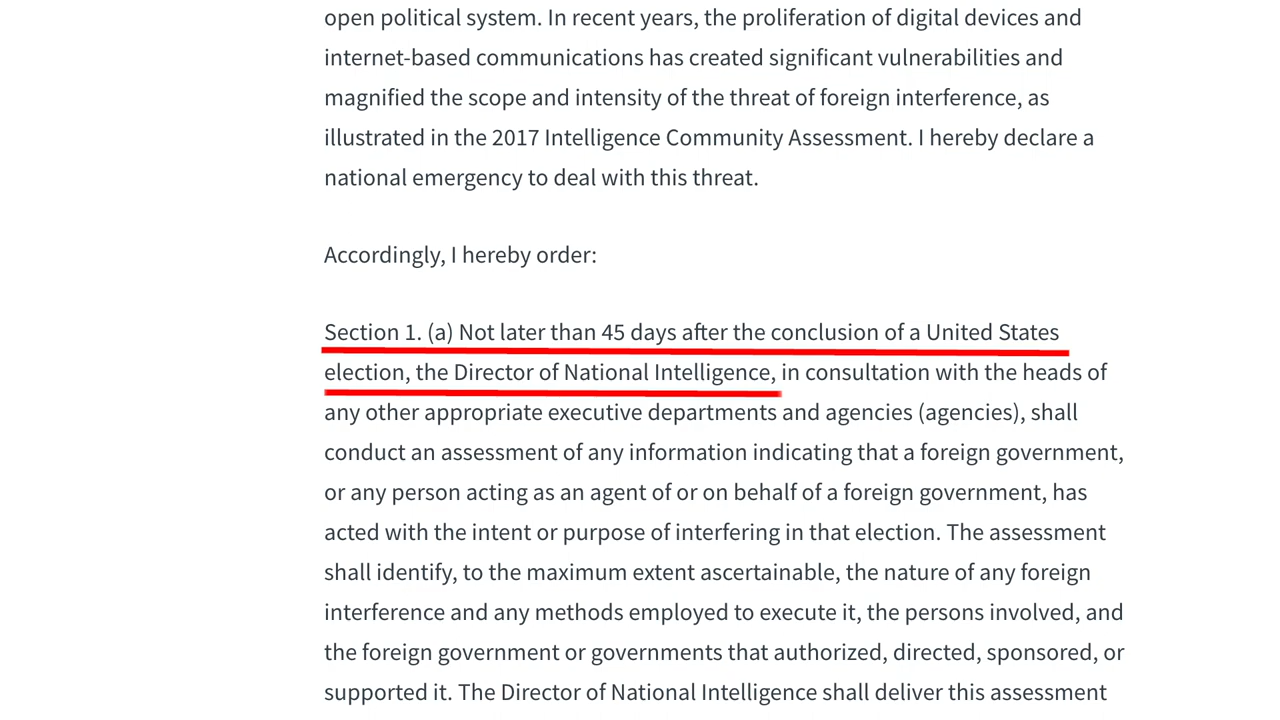 open political system. In recent years, the proliferation of digital devices and
internet-based communications has created significant vulnerabilities and
magnified the scope and intensity of the threat of foreign interference, as
illustrated in the 2017 Intelligence Community Assessment. I hereby declare a
national emergency to deal with this threat.
Accordingly, I hereby order:
Section 1. (a) Not later than 45 days after the conclusion of a United States
election, the Director of National Intelligence, in consultation with the heads of
any other appropriate executive departments and agencies (agencies), shall
conduct an assessment of any information indicating that a foreign government,
or any person acting as an agent of or on behalf of a foreign government, has
acted with the intent or purpose of interfering in that election. The assessment
shall identify, to the maximum extent ascertainable, the nature of any foreign
interference and any methods employed to execute it, the persons involved, and
the foreign government or governments that authorized, directed, sponsored, or
supported it. The Director of National Intelligence shall deliver this assessment